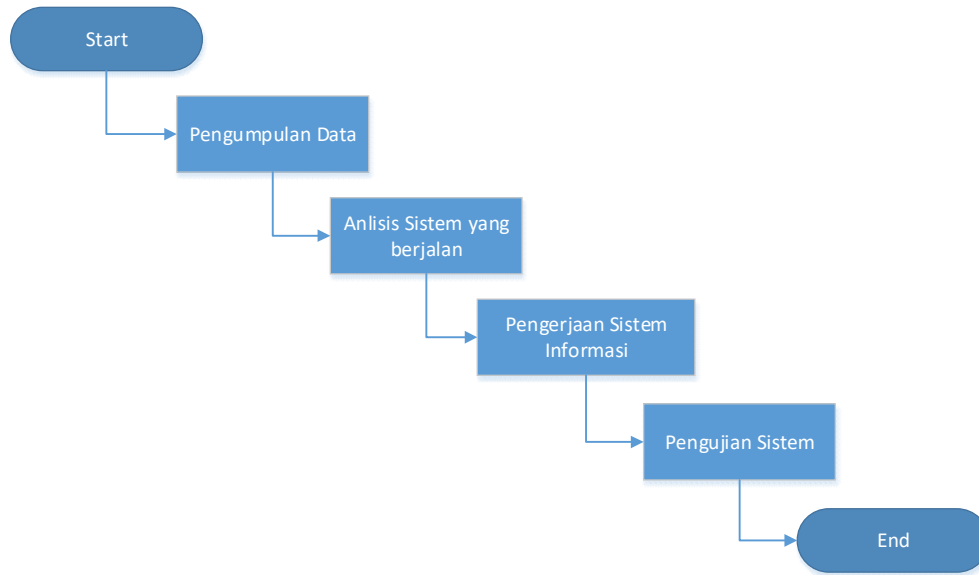 Start
Pengumpulan Data
Anlisis Sistem yang
berjalan
Pengerjaan Sistem
Informasi
Pengujian Sistem
End